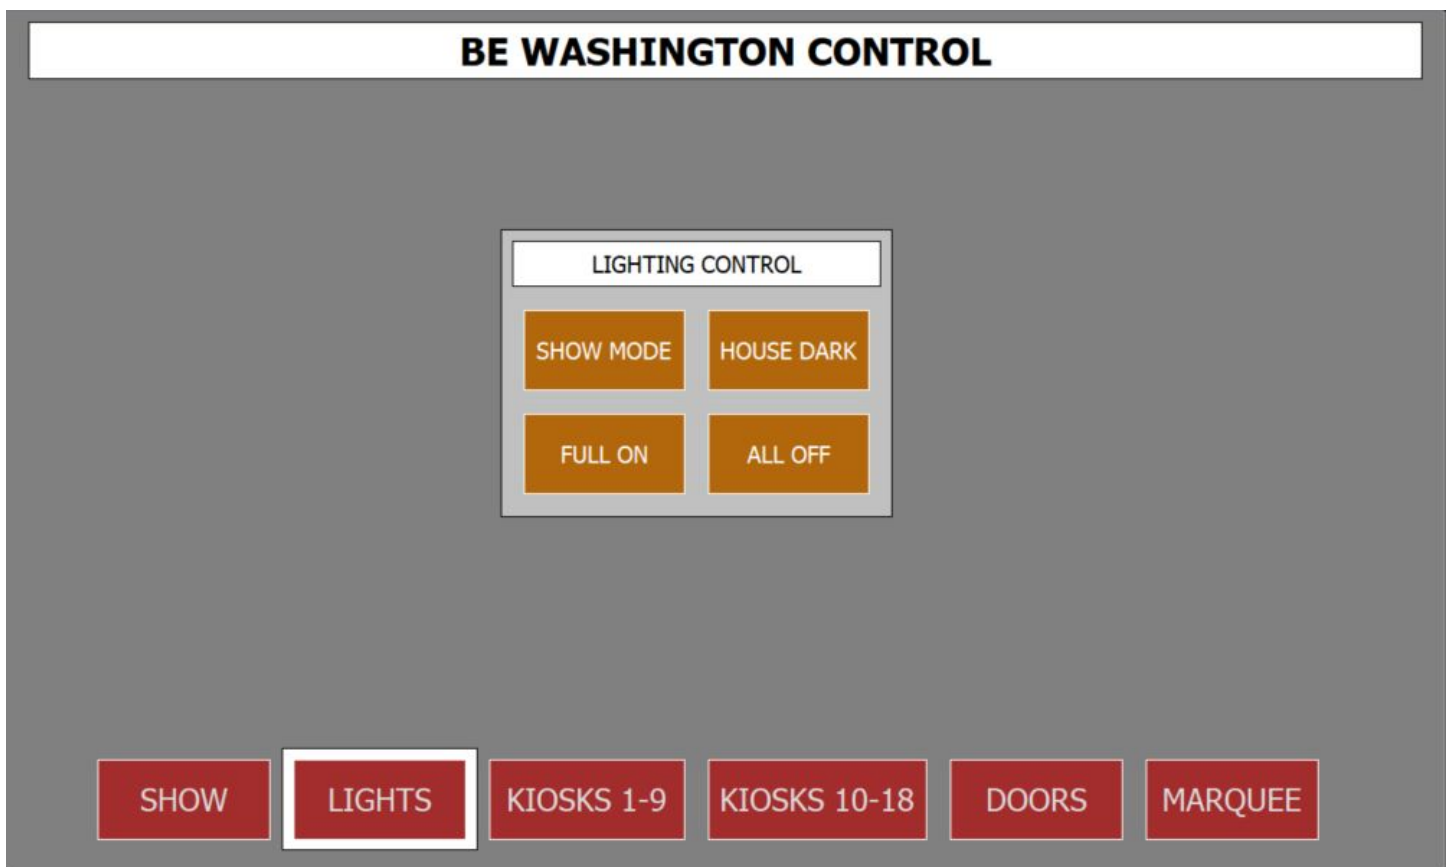 BE WASHINGTON CONTROL
LIGHTING CONTROL
SHOW MODE HOUSE DARK
FULL ON ALL OFF
SHOW LIGHTS KIOSKS 1-9 KIOSKS 10-18 DOORS MARQUEE